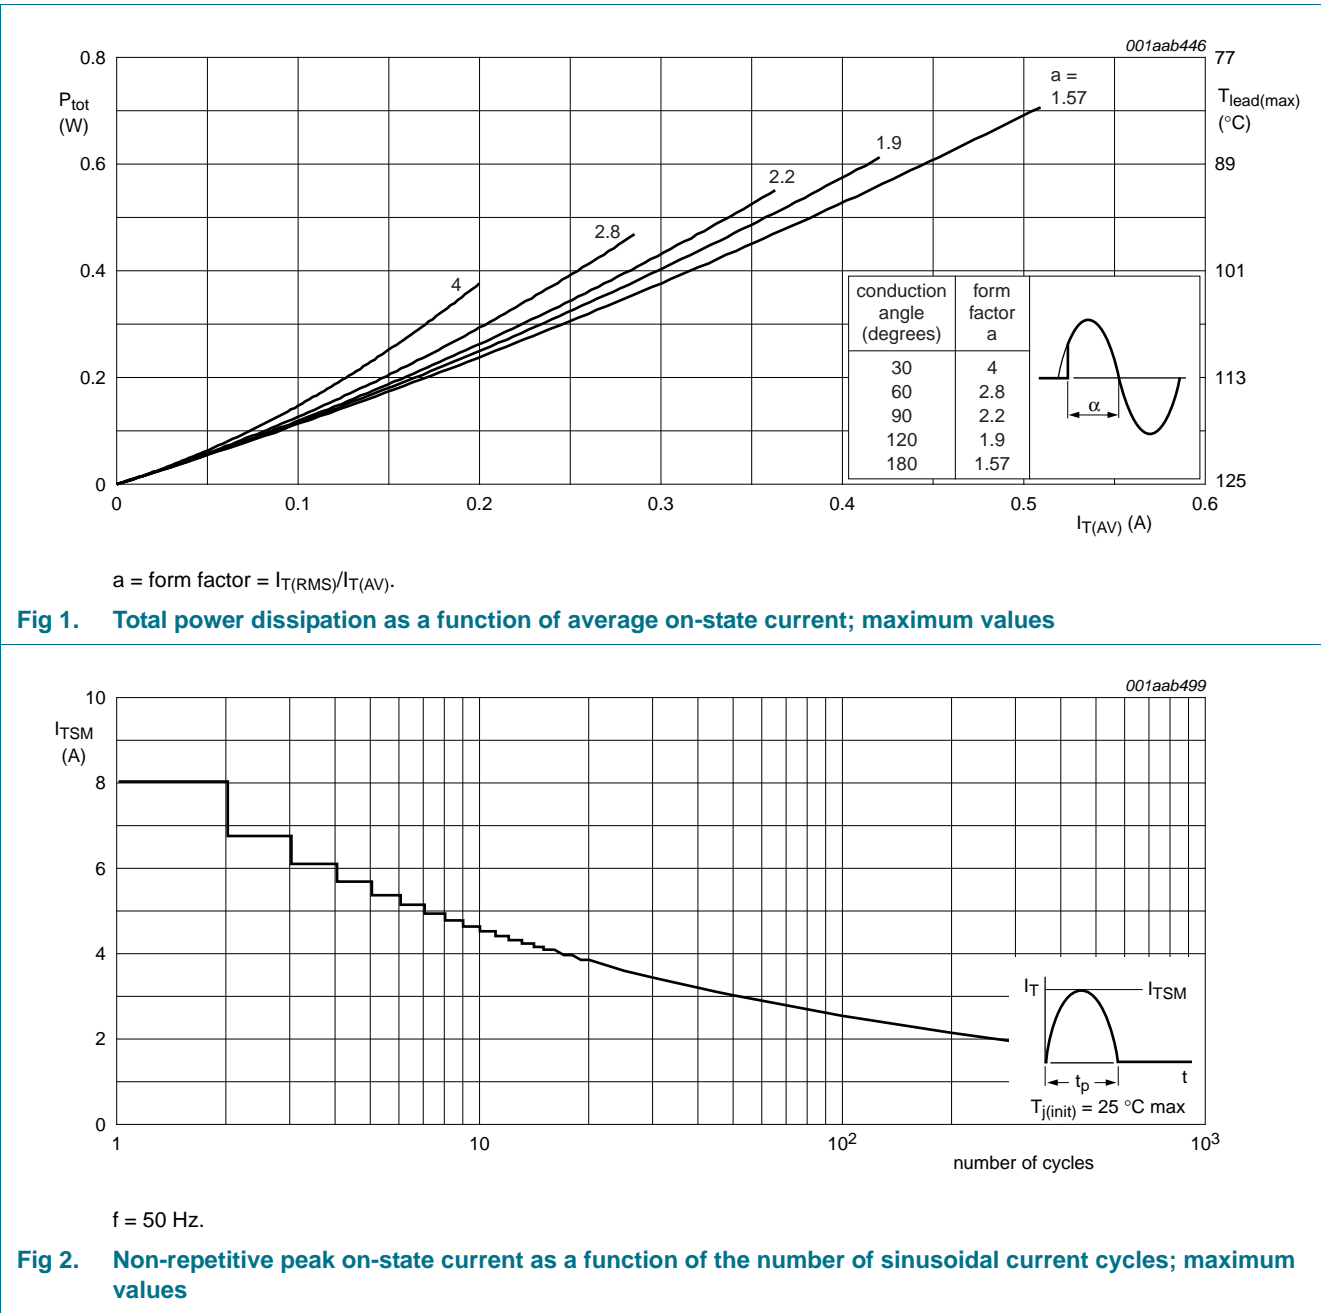 001aab446
0.8
77
Ptot
(W)
a =
1.57
Tlead(max)
(°C)
1.9
0.6
89
2.2
2.8
4
0.4
101
conduction angle (degrees)
form factor a
30 4
60 2.8
90 2.2
120 1.9
180 1.57
α
0.2
113
0
125
0 0.1 0.2 0.3 0.4 0.5 0.6
IT(AV) (A)
a = form factor = IT(RMS)/IT(AV).
Fig 1. Total power dissipation as a function of average on-state current; maximum values
001aab499
10
ITSM
(A)
8
6
4
2
0
IT
ITSM
tp
t
Tj(init) = 25 °C max
1 10 10² 10³
number of cycles
f = 50 Hz.
Fig 2. Non-repetitive peak on-state current as a function of the number of sinusoidal current cycles; maximum
values